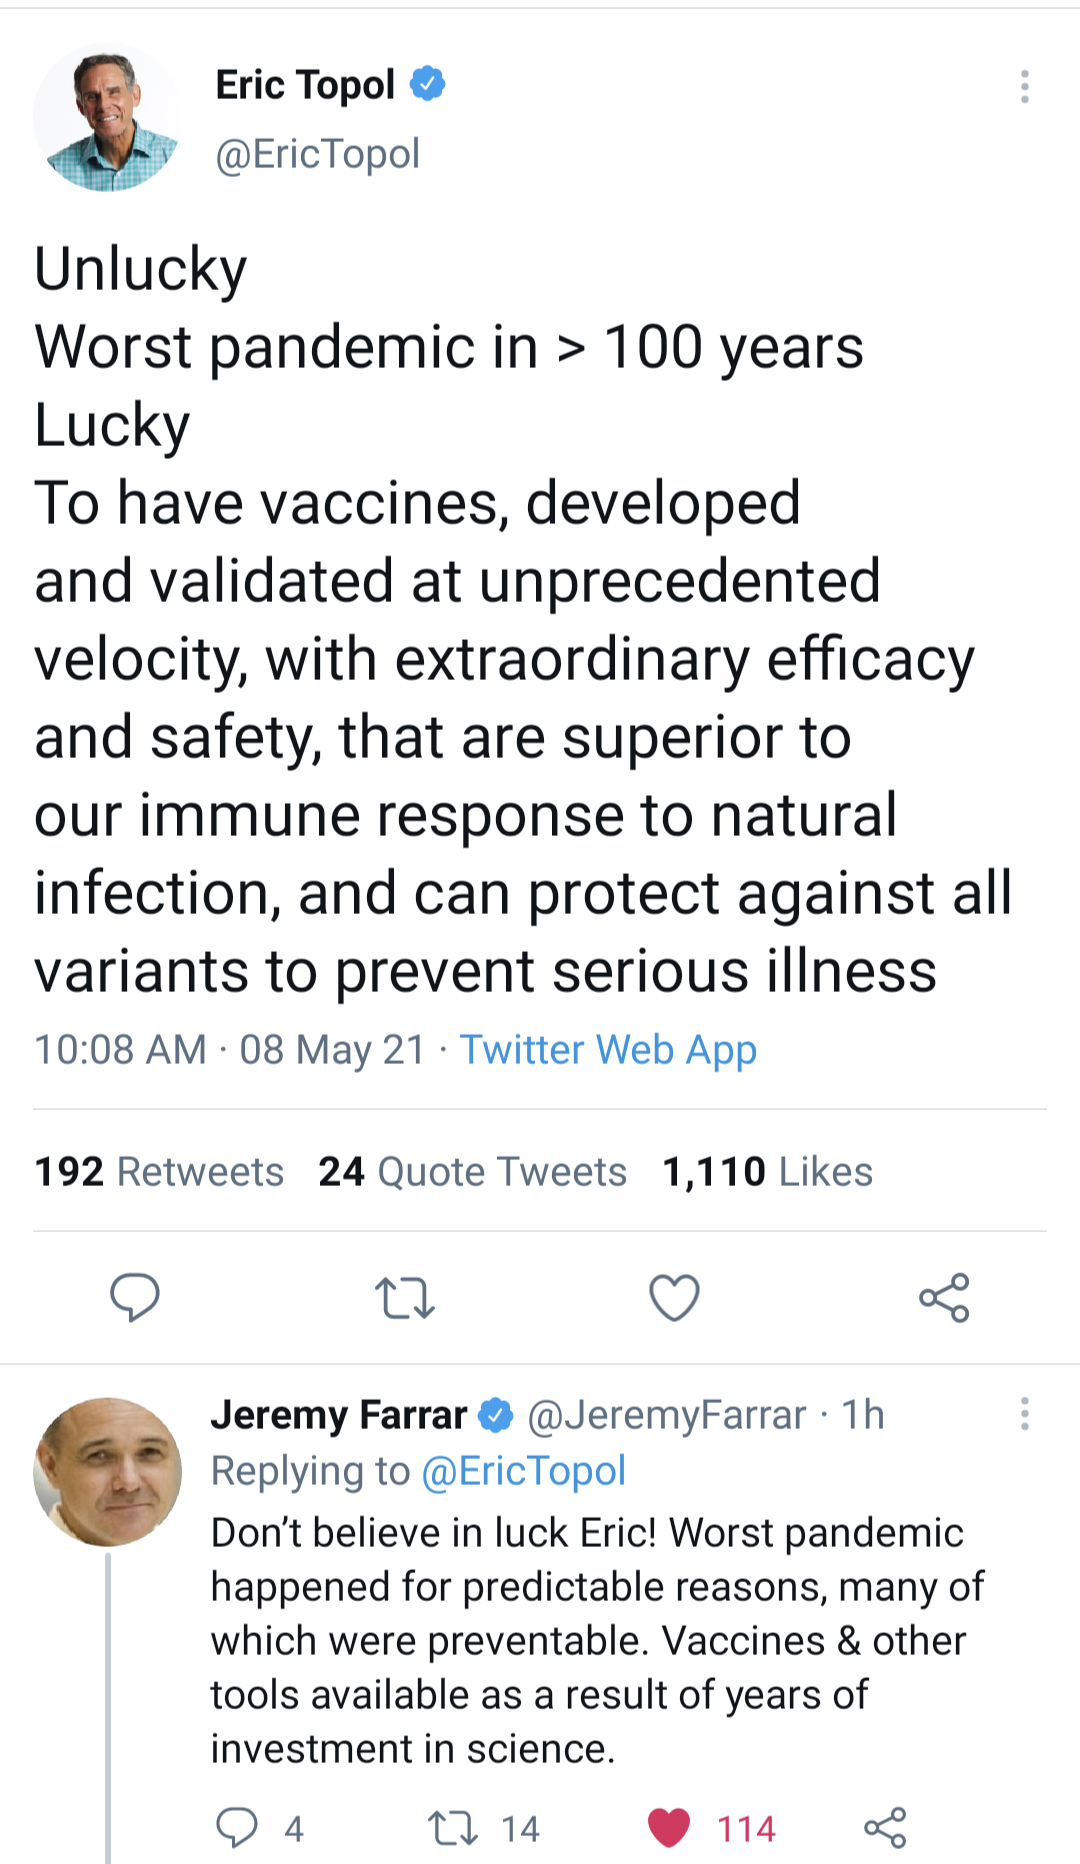 Eric Topol
@EricTopol
Unlucky
Worst pandemic in > 100 years
Lucky
To have vaccines, developed
and validated at unprecedented
velocity, with extraordinary efficacy
and safety, that are superior to
our immune response to natural
infection, and can protect against all
variants to prevent serious illness
10:08 AM · 08 May 21 · Twitter Web App
192 Retweets 24 Quote Tweets 1,110 Likes
Jeremy Farrar @JeremyFarrar · 1h
Replying to @EricTopol
Don't believe in luck Eric! Worst pandemic
happened for predictable reasons, many of
which were preventable. Vaccines & other
tools available as a result of years of
investment in science.
4 14 114